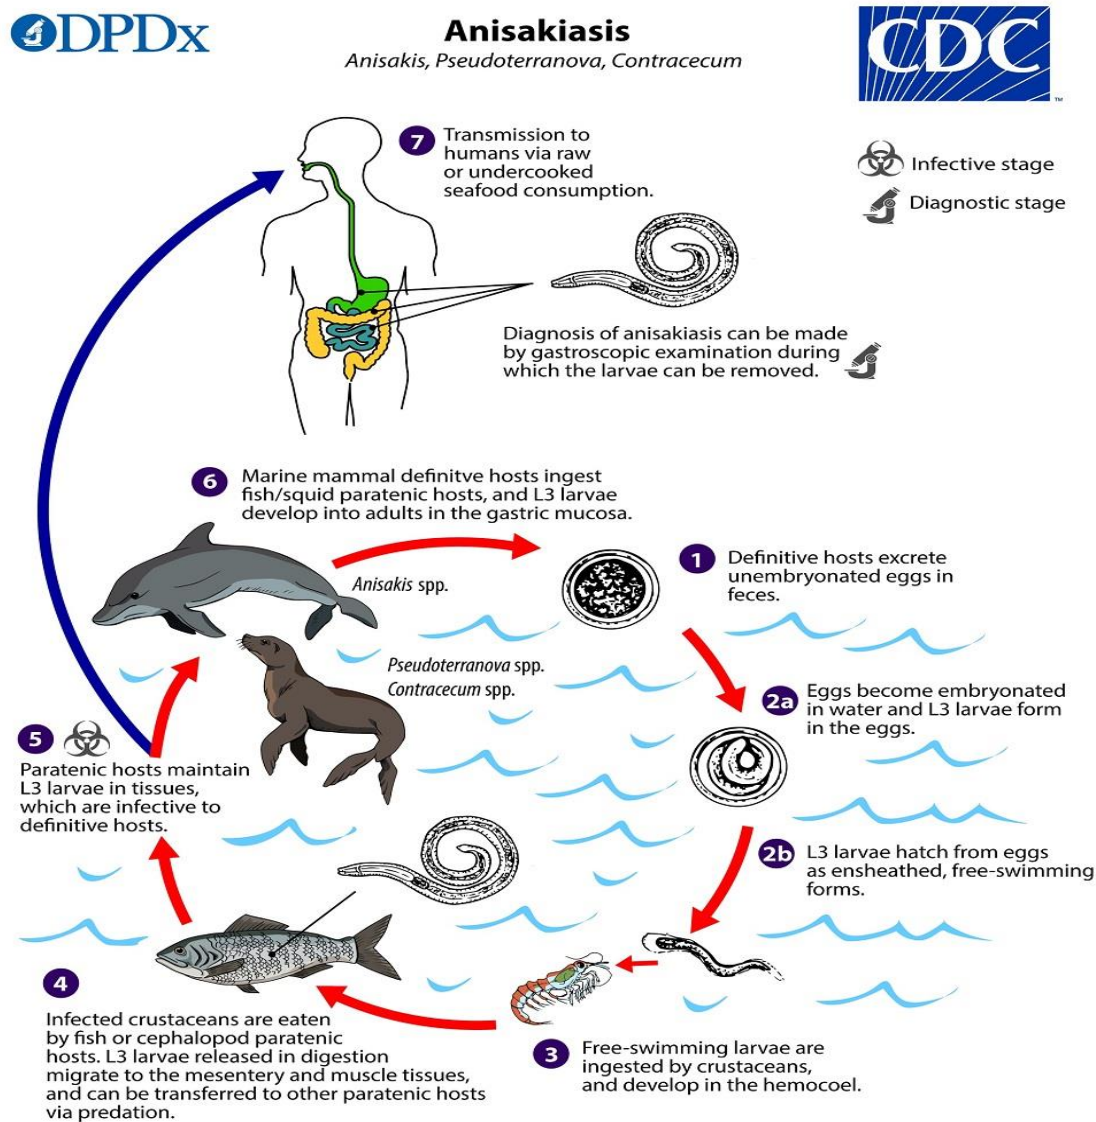 DPDx
Anisakiasis
Anisakis, Pseudoterranova, Contracecum
CDC
TM
Infective stage
Diagnostic stage
7
Transmission to
humans via raw
or undercooked
seafood consumption.
Diagnosis of anisakiasis can be made
by gastroscopic examination during
which the larvae can be removed.
6
Marine mammal definitve hosts ingest
fish/squid paratenic hosts, and L3 larvae
develop into adults in the gastric mucosa.
Anisakis spp.
Pseudoterranova spp.
Contracecum spp.
1
Definitive hosts excrete
unembryonated eggs in
feces.
2a
Eggs become embryonated
in water and L3 larvae form
in the eggs.
2b
L3 larvae hatch from eggs
as ensheathed, free-swimming
forms.
3
Free-swimming larvae are
ingested by crustaceans,
and develop in the hemocoel.
4
Infected crustaceans are eaten
by fish or cephalopod paratenic
hosts. L3 larvae released in digestion
migrate to the mesentery and muscle tissues,
and can be transferred to other paratenic hosts
via predation.
5
Paratenic hosts maintain
L3 larvae in tissues,
which are infective to
definitive hosts.